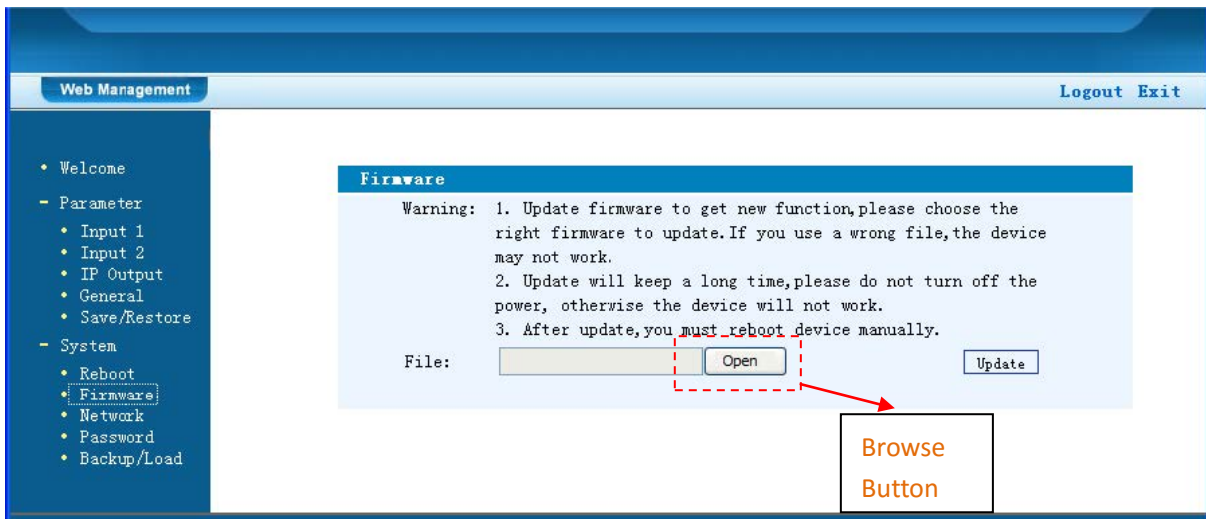 Web Management
Logout Exit
• Welcome
- Parameter
• Input 1
• Input 2
• IP Output
• General
• Save/Restore
- System
• Reboot
• Firmware
• Network
• Password
• Backup/Load
Firmware
Warning: 1. Update firmware to get new function,please choose the
right firmware to update.If you use a wrong file,the device
may not work.
2. Update will keep a long time,please do not turn off the
power, otherwise the device will not work.
3. After update,you must reboot device manually.
File: Open Update
Browse
Button